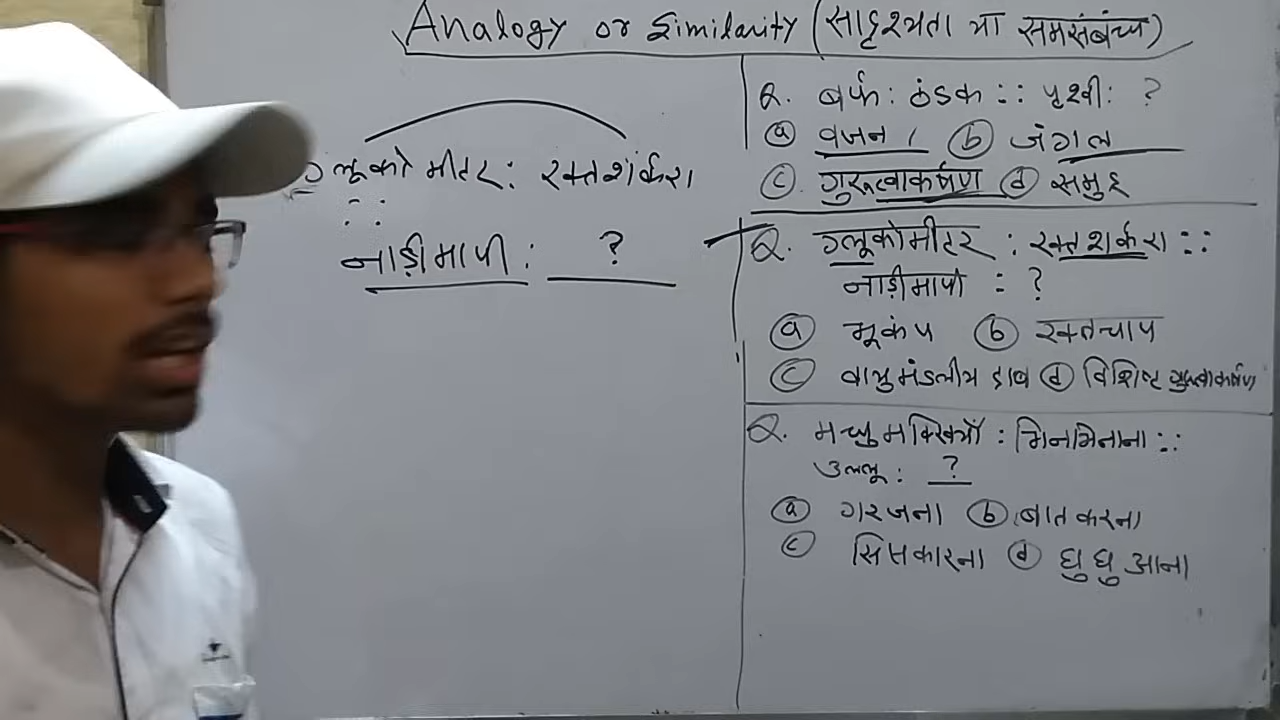 Analogy or Similarity (सादृश्यता या समसंबंध)
ग्लूकोमीटर : रक्तशर्करा
::
नाड़ीमापी : ?
Q. बर्फ : ठंडक :: पृथ्वी : ?
(a) वजन (b) जंगल
(c) गुरुत्वाकर्षण (d) समुद्र
Q. ग्लूकोमीटर : रक्तशर्करा ::
नाड़ीमापी : ?
(a) भूकंप (b) रक्तचाप
(c) वायुमंडलीय दाब (d) विशिष्ट गुरुत्वाकर्षण
Q. मधुमक्खियाँ : भिनभिनाना ::
उल्लू : ?
(a) गरजना (b) बात करना
(c) सिसकारना (d) घुघुआना